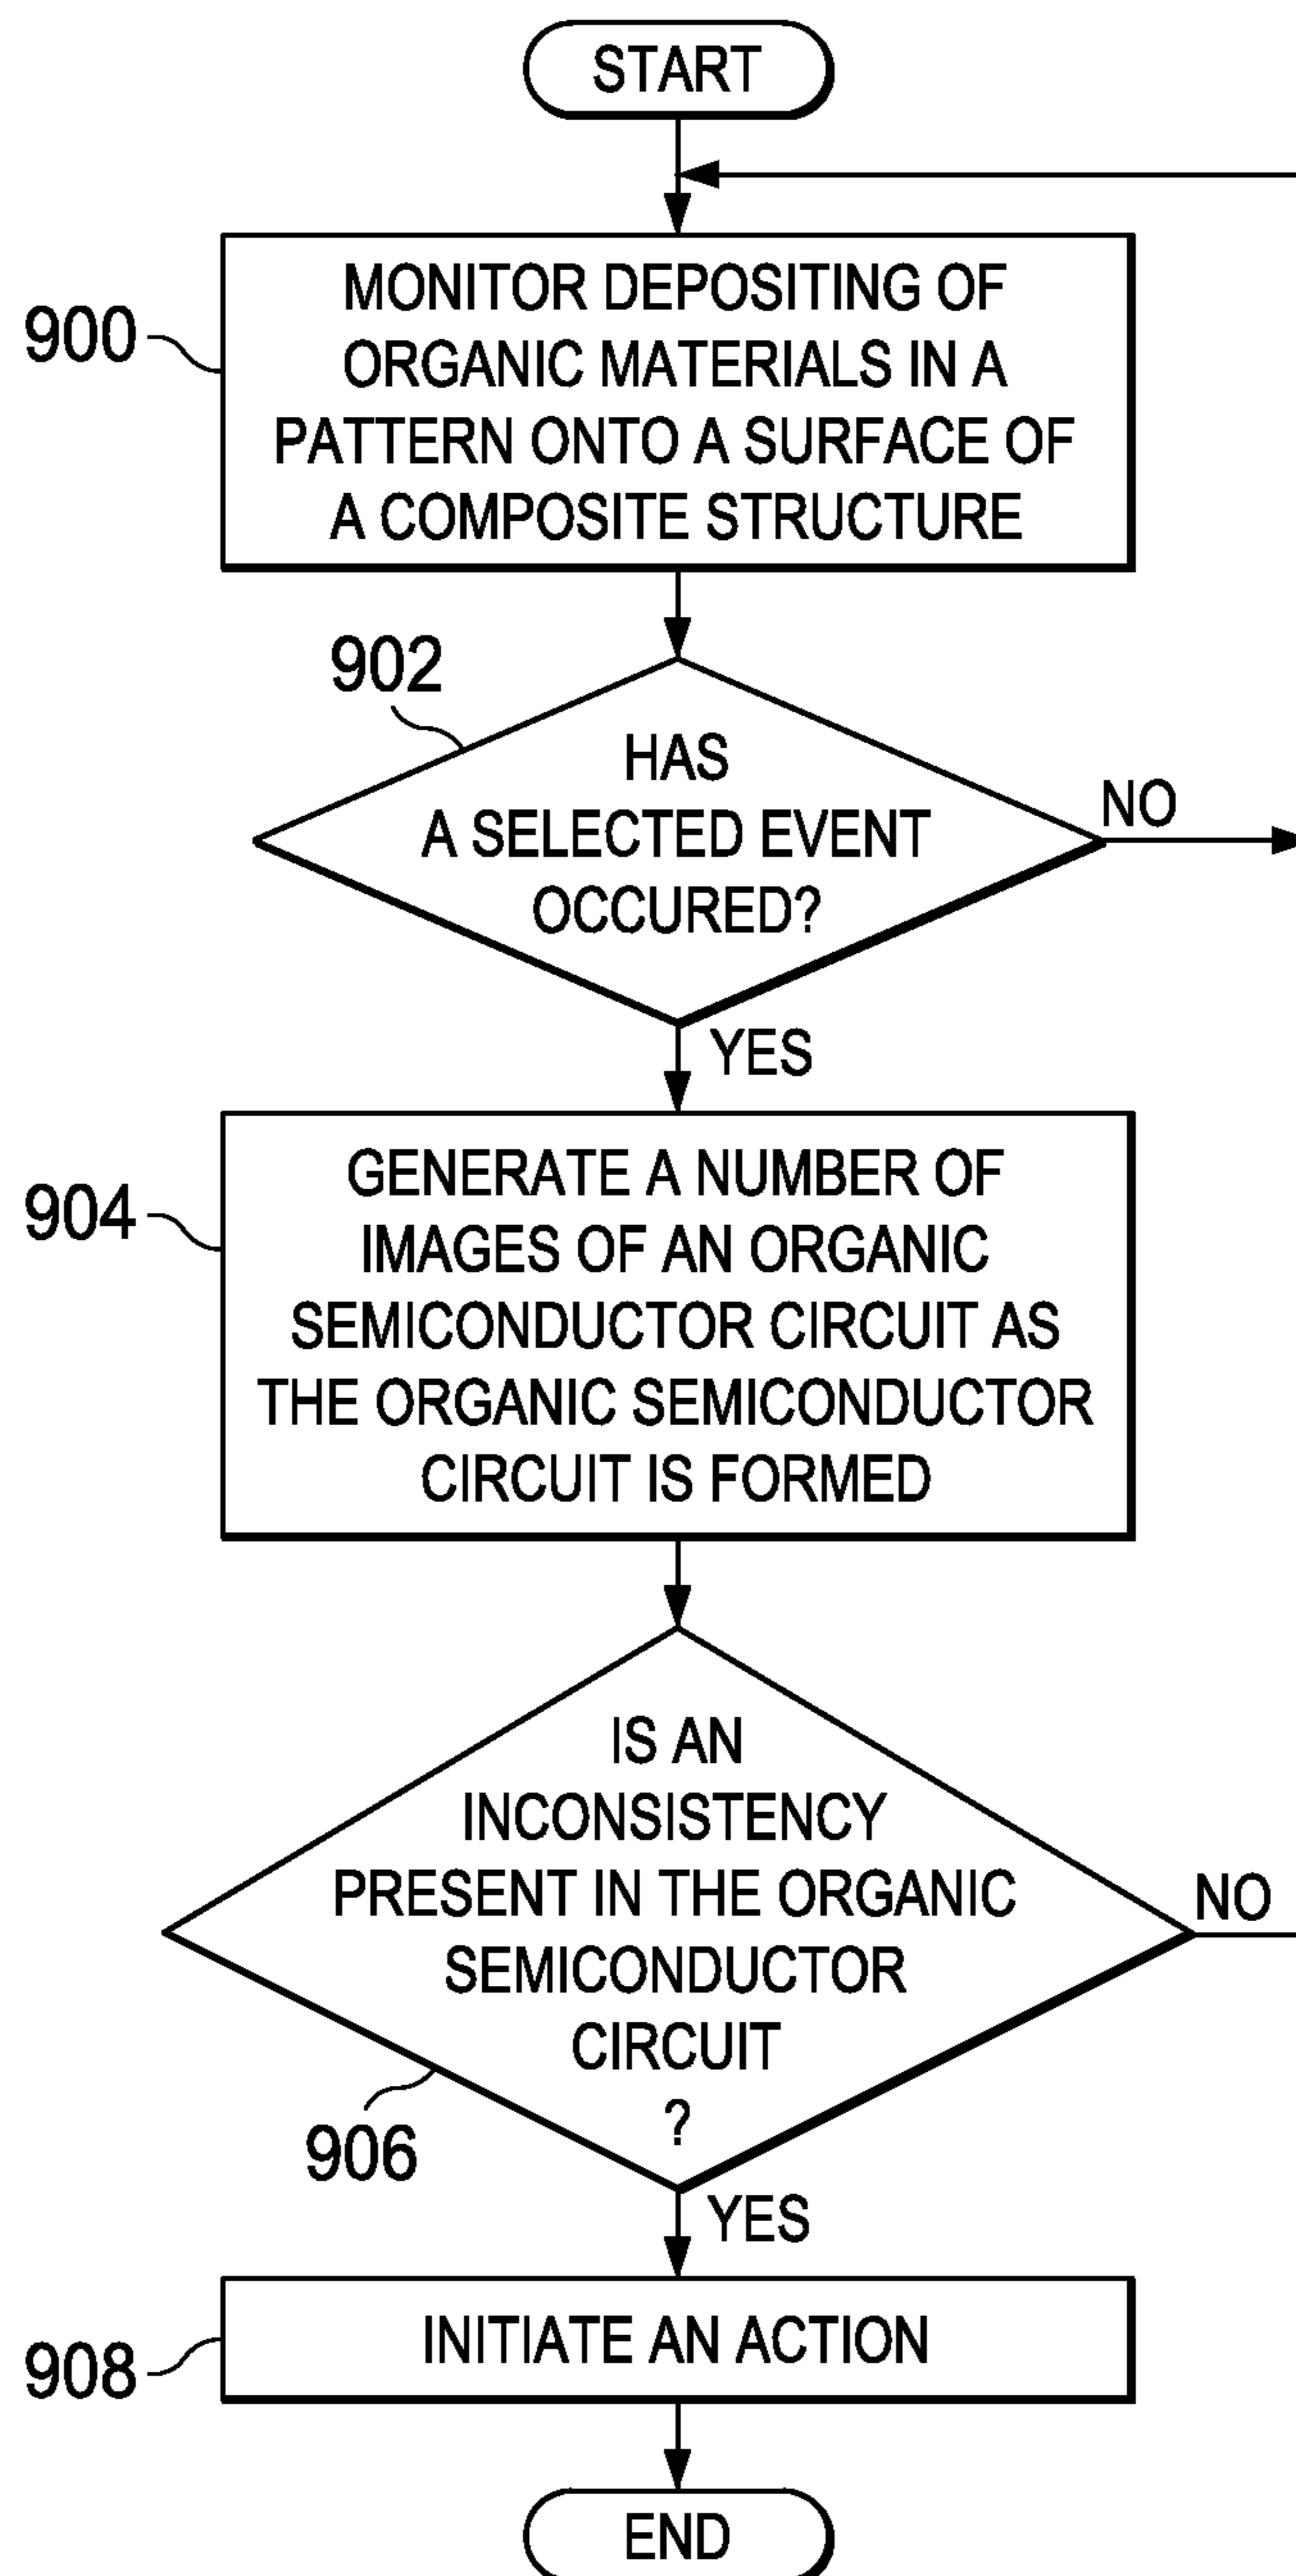 START
MONITOR DEPOSITING OF
ORGANIC MATERIALS IN A
PATTERN ONTO A SURFACE OF
A COMPOSITE STRUCTURE
900
902
HAS
A SELECTED EVENT
OCCURED?
NO
YES
GENERATE A NUMBER OF
IMAGES OF AN ORGANIC
SEMICONDUCTOR CIRCUIT AS
THE ORGANIC SEMICONDUCTOR
CIRCUIT IS FORMED
904
IS AN
INCONSISTENCY
PRESENT IN THE ORGANIC
SEMICONDUCTOR
CIRCUIT
?
NO
906
YES
INITIATE AN ACTION
908
END